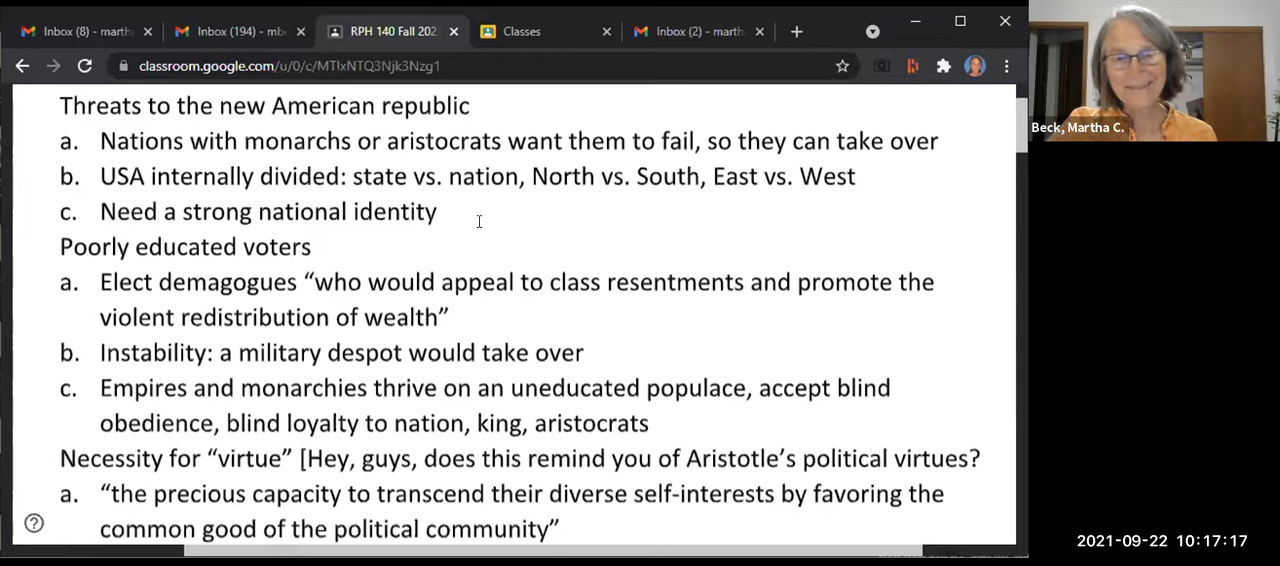 Inbox (8) - martha
Inbox (194) - mbe
RPH 140 Fall 202
Classes
Inbox (2) - marth
classroom.google.com/u/0/c/MTIxNTQ3Njk3Nzg1
Threats to the new American republic
a. Nations with monarchs or aristocrats want them to fail, so they can take over
b. USA internally divided: state vs. nation, North vs. South, East vs. West
c. Need a strong national identity
Poorly educated voters
a. Elect demagogues “who would appeal to class resentments and promote the
violent redistribution of wealth”
b. Instability: a military despot would take over
c. Empires and monarchies thrive on an uneducated populace, accept blind
obedience, blind loyalty to nation, king, aristocrats
Necessity for “virtue” [Hey, guys, does this remind you of Aristotle’s political virtues?
a. “the precious capacity to transcend their diverse self-interests by favoring the
common good of the political community”
Beck, Martha C.
2021-09-22 10:17:17